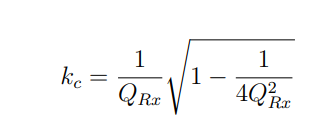 $k_c = \frac{1}{Q_{Rx}} \sqrt{1 - \frac{1}{4Q_{Rx}^2}}$